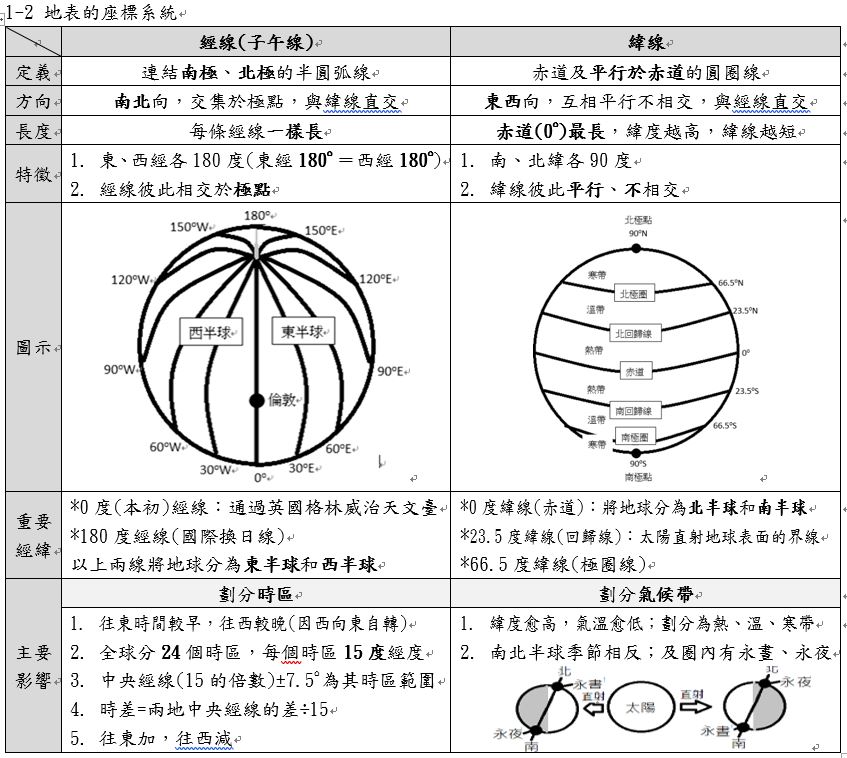 1-2 地表的座標系統
經線(子午線) 緯線
定義 連結南極、北極的半圓弧線 赤道及平行於赤道的圓圈線
方向 南北向，交集於極點，與緯線直交 東西向，互相平行不相交，與經線直交
長度 每條經線一樣長 赤道(0°)最長，緯度越高，緯線越短
特徵
1. 東、西經各 180 度(東經 180°＝西經 180°)
2. 經線彼此相交於極點
1. 南、北緯各 90 度
2. 緯線彼此平行、不相交
圖示
180°
150°W 150°E
120°W 120°E
西半球 東半球
90°W 90°E
倫敦
60°W 60°E
30°W 0° 30°E
北極點
90°N
寒帶
66.5°N
北極圈
溫帶
23.5°N
北回歸線
熱帶
0°
赤道
熱帶
23.5°S
南回歸線
溫帶
66.5°S
南極圈
寒帶
90°S
南極點
重要
經緯
*0 度(本初)經線：通過英國格林威治天文臺
*180 度經線(國際換日線)
以上兩線將地球分為東半球和西半球
*0 度緯線(赤道)：將地球分為北半球和南半球
*23.5 度緯線(回歸線)：太陽直射地球表面的界線
*66.5 度緯線(極圈線)
主要
影響
劃分時區
1. 往東時間較早，往西較晚(因西向東自轉)
2. 全球分 24 個時區，每個時區 15 度經度
3. 中央經線(15 的倍數)±7.5°為其時區範圍
4. 時差=兩地中央經線的差÷15
5. 往東加，往西減
劃分氣候帶
1. 緯度愈高，氣溫愈低；劃分為熱、溫、寒帶
2. 南北半球季節相反；及圈內有永晝、永夜
北 北
永晝 直射 太陽 直射 永夜
永夜 永晝
南 南